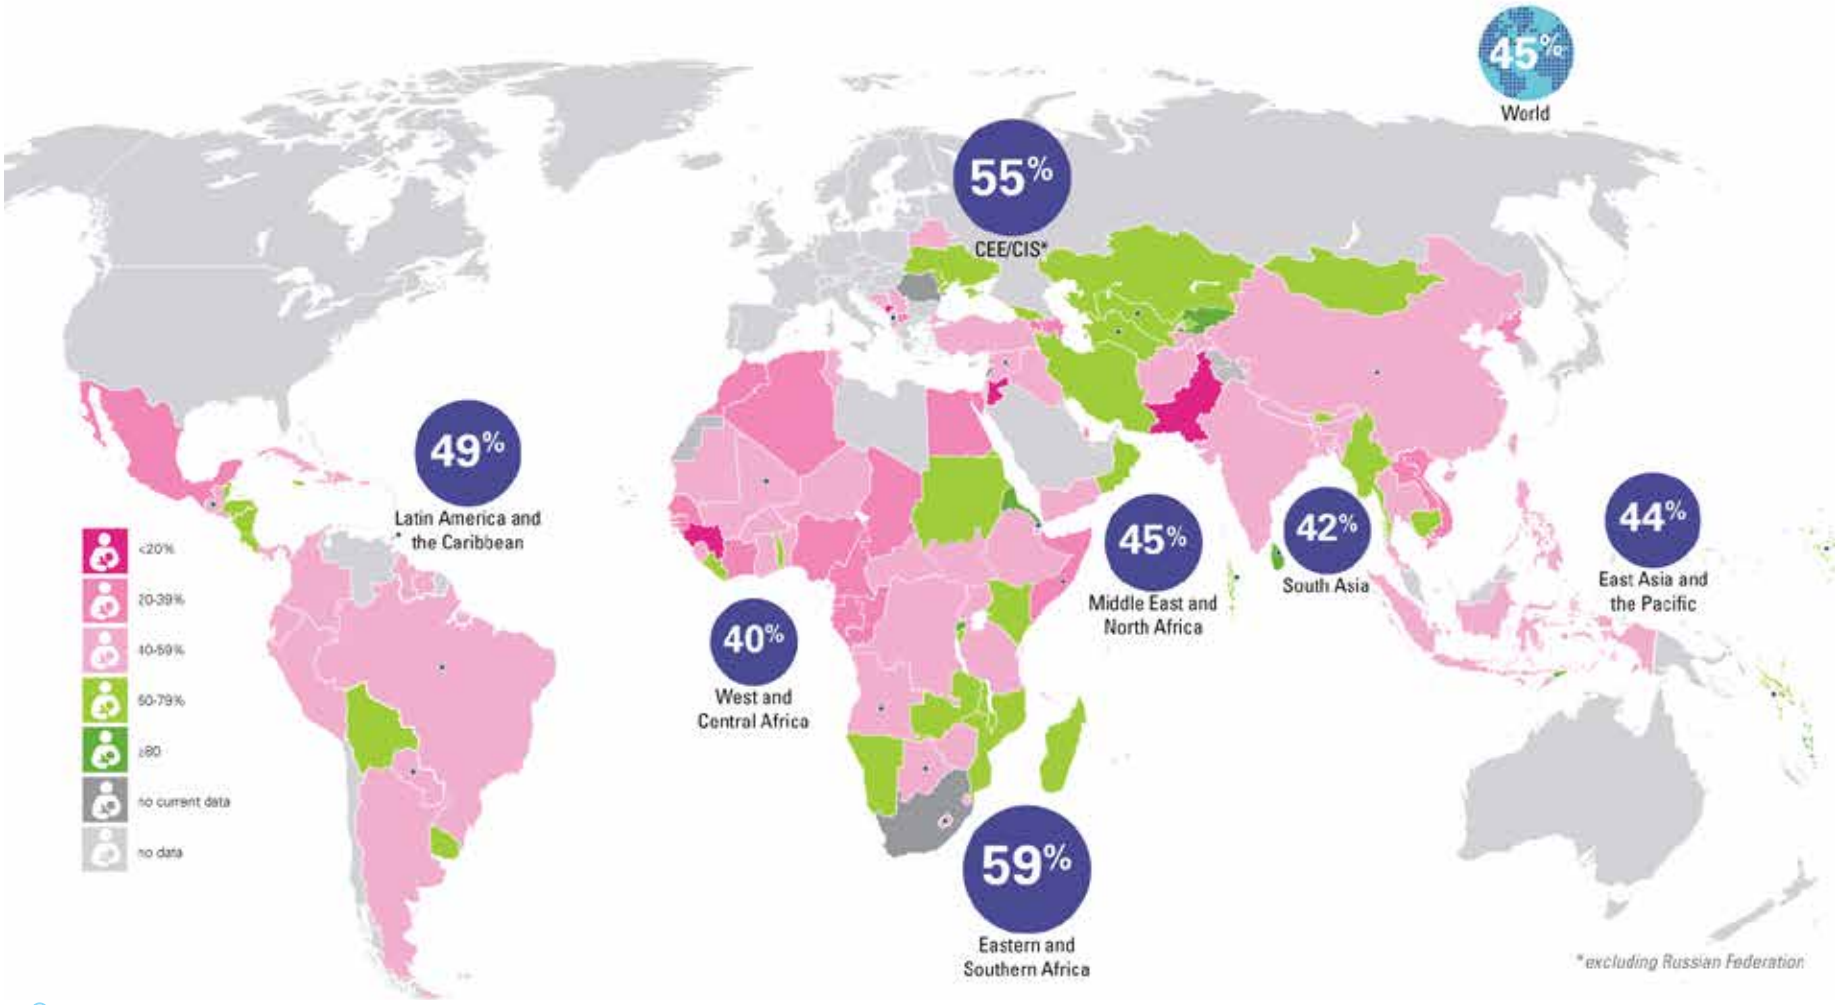 45%
World
55%
CEE/CIS*
49%
Latin America and
the Caribbean
<20%
20-39%
40-59%
60-79%
≥80
no current data
no data
40%
West and
Central Africa
45%
Middle East and
North Africa
42%
South Asia
44%
East Asia and
the Pacific
59%
Eastern and
Southern Africa
*excluding Russian Federation